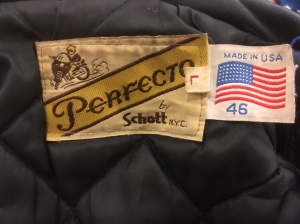 PERFECTO
by
Schott N.Y.C.
L
MADE IN USA
46